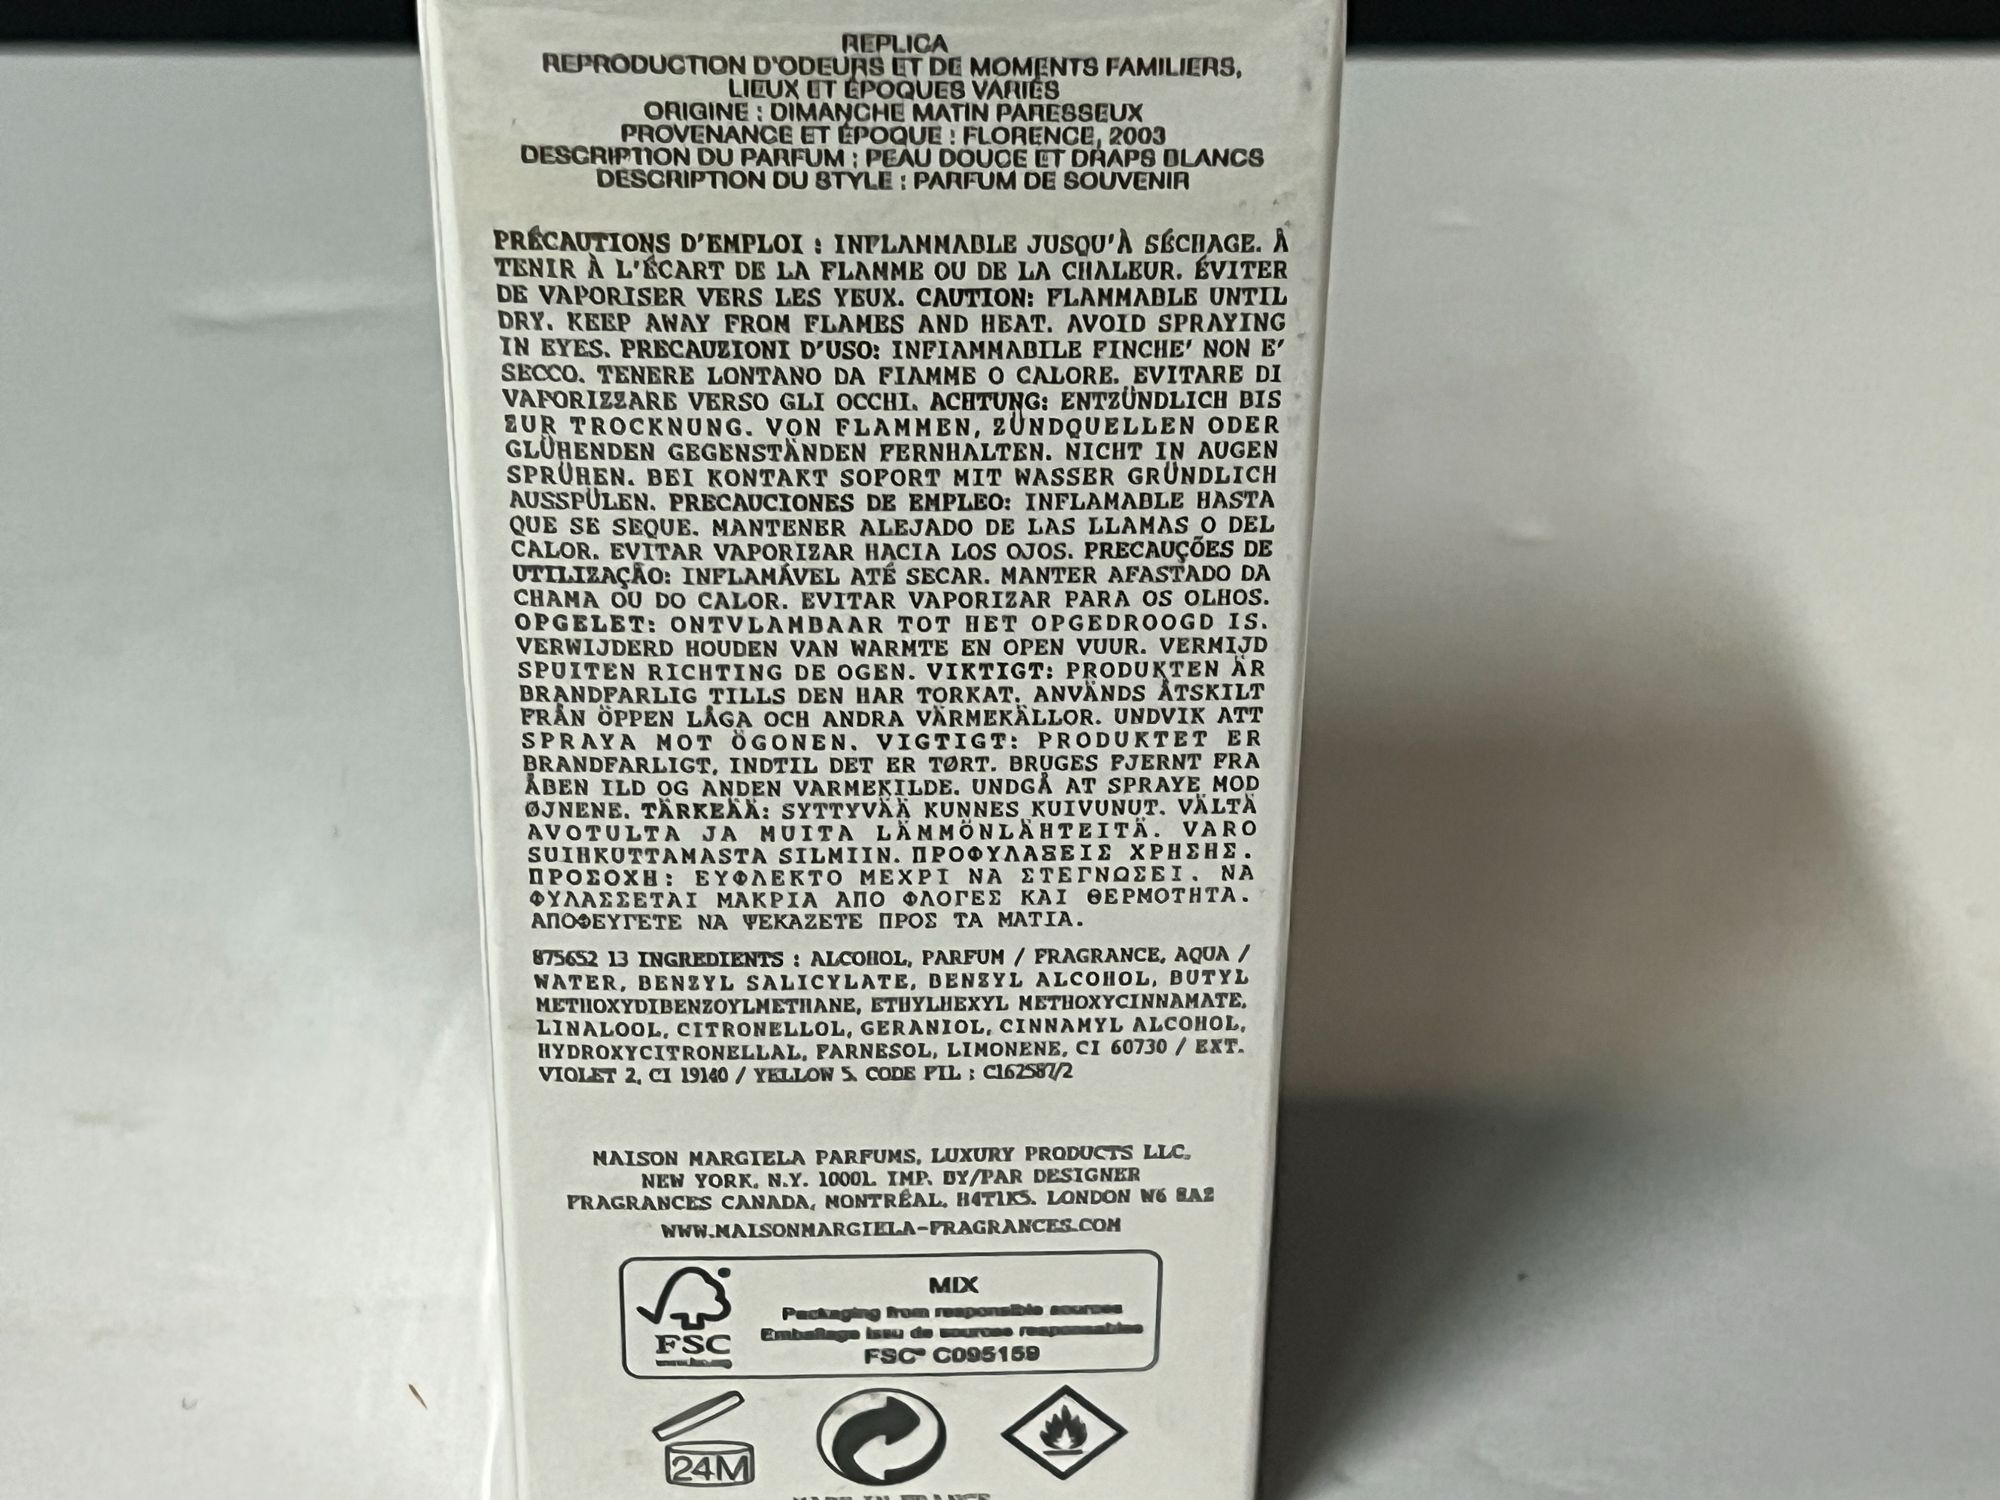 REPLICA
REPRODUCTION D'ODEURS ET DE MOMENTS FAMILIERS,
LIEUX ET ÉPOQUES VARIÉS
ORIGINE : DIMANCHE MATIN PARESSEUX
PROVENANCE ET ÉPOQUE : FLORENCE, 2003
DESCRIPTION DU PARFUM : PEAU DOUCE ET DRAPS BLANCS
DESCRIPTION DU STYLE : PARFUM DE SOUVENIR
PRÉCAUTIONS D'EMPLOI : INFLAMMABLE JUSQU'À SÉCHAGE. À
TENIR À L'ÉCART DE LA FLAMME OU DE LA CHALEUR. ÉVITER
DE VAPORISER VERS LES YEUX. CAUTION: FLAMMABLE UNTIL
DRY. KEEP AWAY FROM FLAMES AND HEAT. AVOID SPRAYING
IN EYES. PRECAUZIONI D'USO: INFIAMMABILE FINCHE' NON E'
SECCO. TENERE LONTANO DA FIAMME O CALORE. EVITARE DI
VAPORIZZARE VERSO GLI OCCHI. ACHTUNG: ENTZÜNDLICH BIS
ZUR TROCKNUNG. VON FLAMMEN, ZÜNDQUELLEN ODER
GLÜHENDEN GEGENSTÄNDEN FERNHALTEN. NICHT IN AUGEN
SPRÜHEN. BEI KONTAKT SOFORT MIT WASSER GRÜNDLICH
AUSSPÜLEN. PRECAUCIONES DE EMPLEO: INFLAMABLE HASTA
QUE SE SEQUE. MANTENER ALEJADO DE LAS LLAMAS O DEL
CALOR. EVITAR VAPORIZAR HACIA LOS OJOS. PRECAUÇÕES DE
UTILIZAÇÃO: INFLAMÁVEL ATÉ SECAR. MANTER AFASTADO DA
CHAMA OU DO CALOR. EVITAR VAPORIZAR PARA OS OLHOS.
OPGELET: ONTVLAMBAAR TOT HET OPGEDROOGD IS.
VERWIJDERD HOUDEN VAN WARMTE EN OPEN VUUR. VERMIJD
SPUITEN RICHTING DE OGEN. VIKTIGT: PRODUKTEN ÄR
BRANDFARLIG TILLS DEN HAR TORKAT. ANVÄNDS ÅTSKILT
FRÅN ÖPPEN LÅGA OCH ANDRA VÄRMEKÄLLOR. UNDVIK ATT
SPRAYA MOT ÖGONEN. VIGTIGT: PRODUKTET ER
BRANDFARLIGT, INDTIL DET ER TØRT. BRUGES FJERNT FRA
ÅBEN ILD OG ANDEN VARMEKILDE. UNDGÅ AT SPRAYE MOD
ØJNENE. TÄRKEÄÄ: SYTTYVÄÄ KUNNES KUIVUNUT. VÄLTÄ
AVOTULTA JA MUITA LÄMMÖNLÄHTEITÄ. VARO
SUIHKUTTAMASTA SILMIIN. ΠΡΟΦΥΛΑΞΕΙΣ ΧΡΗΣΗΣ.
ΠΡΟΣΟΧΗ: ΕΥΦΛΕΚΤΟ ΜΕΧΡΙ ΝΑ ΣΤΕΓΝΩΣΕΙ. ΝΑ
ΦΥΛΑΣΣΕΤΑΙ ΜΑΚΡΙΑ ΑΠΟ ΦΛΟΓΕΣ ΚΑΙ ΘΕΡΜΟΤΗΤΑ.
ΑΠΟΦΕΥΓΕΤΕ ΝΑ ΨΕΚΑΖΕΤΕ ΠΡΟΣ ΤΑ ΜΑΤΙΑ.
875652 13 INGREDIENTS : ALCOHOL, PARFUM / FRAGRANCE, AQUA /
WATER, BENZYL SALICYLATE, BENZYL ALCOHOL, BUTYL
METHOXYDIBENZOYLMETHANE, ETHYLHEXYL METHOXYCINNAMATE,
LINALOOL, CITRONELLOL, GERANIOL, CINNAMYL ALCOHOL,
HYDROXYCITRONELLAL, FARNESOL, LIMONENE, CI 60730 / EXT.
VIOLET 2, CI 19140 / YELLOW 5. CODE FIL : C162587/2
MAISON MARGIELA PARFUMS, LUXURY PRODUCTS LLC,
NEW YORK, N.Y. 10001. IMP. BY/PAR DESIGNER
FRAGRANCES CANADA, MONTRÉAL, H4T1K5. LONDON W6 8AZ
WWW.MAISONMARGIELA-FRAGRANCES.COM
MIX
Packaging from responsible sources
Emballage issu de sources responsables
FSC® C095159
FSC
24M
MADE IN FRANCE